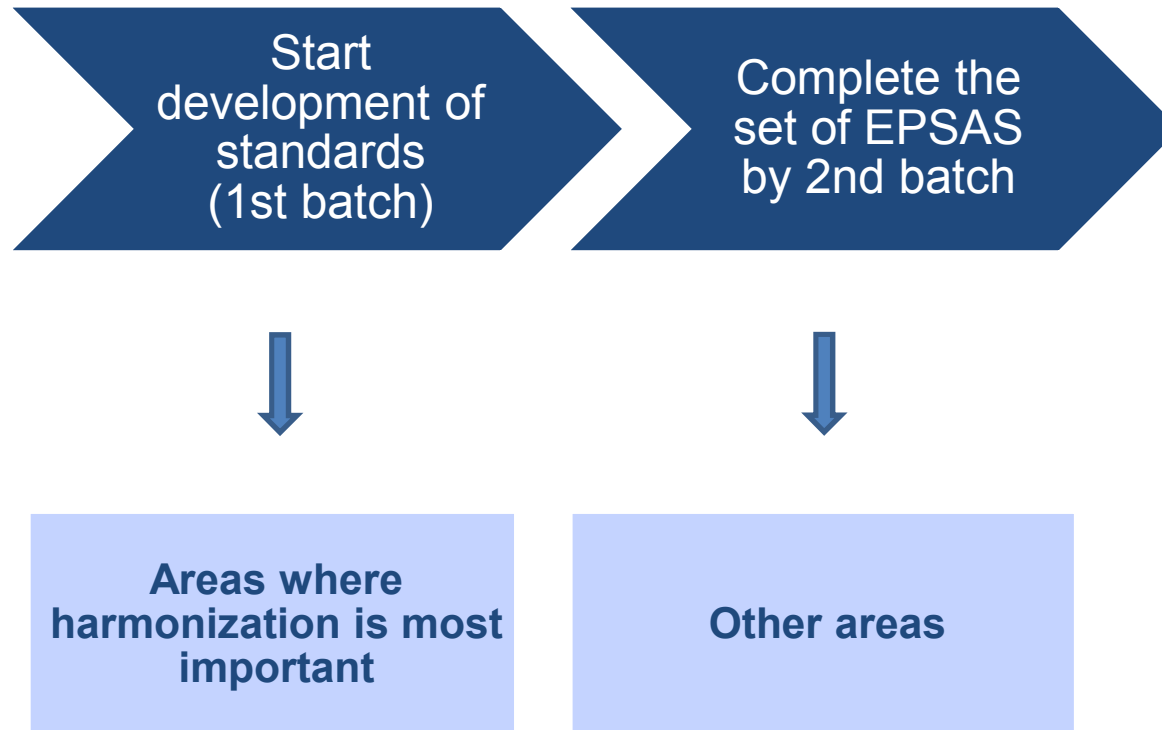 Start
development of
standards
(1st batch)
Complete the
set of EPSAS
by 2nd batch
Areas where
harmonization is most
important
Other areas